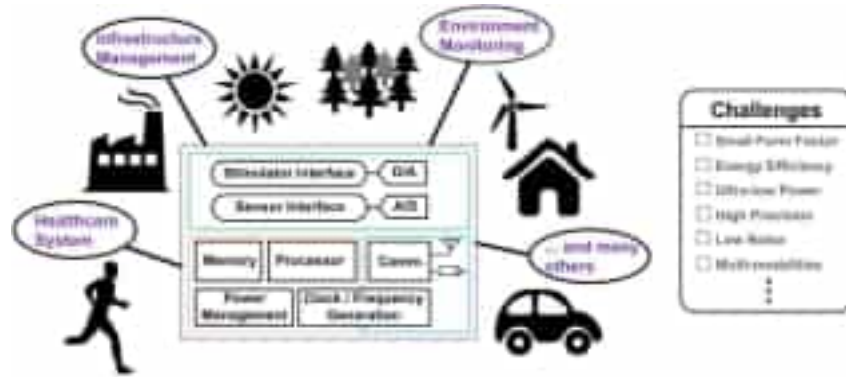 Infrastructure
Management
Environment
Monitoring
Healthcare
System
... and many
others
Stimulator Interface
D/A
Sensor Interface
A/D
Memory
Processor
Comm.
Power
Management
Clock / Frequency
Generation
Challenges
Small Form Factor
Energy Efficiency
Ultra-low Power
High Precision
Low Noise
Multi-modalities